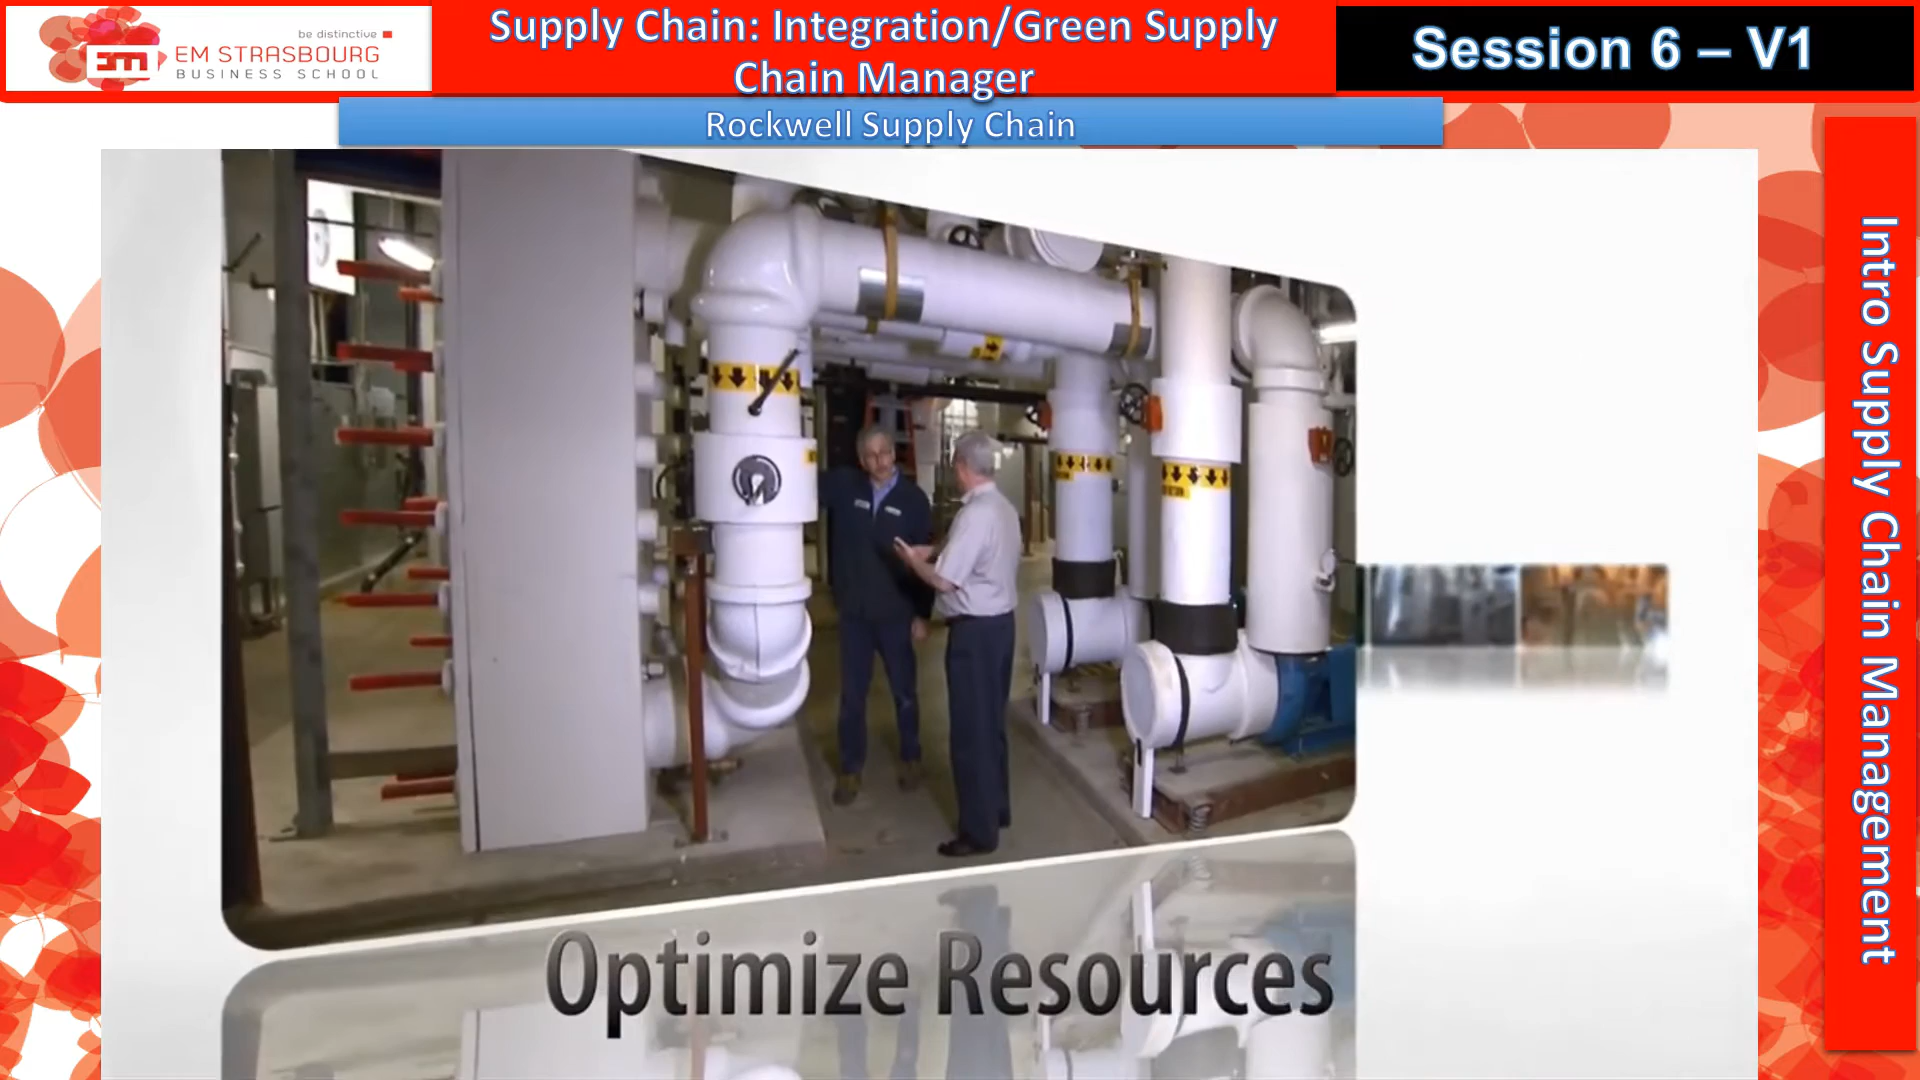 be distinctive
EM STRASBOURG
BUSINESS SCHOOL
Supply Chain: Integration/Green Supply
Chain Manager
Session 6 – V1
Rockwell Supply Chain
Intro Supply Chain Management
Optimize Resources